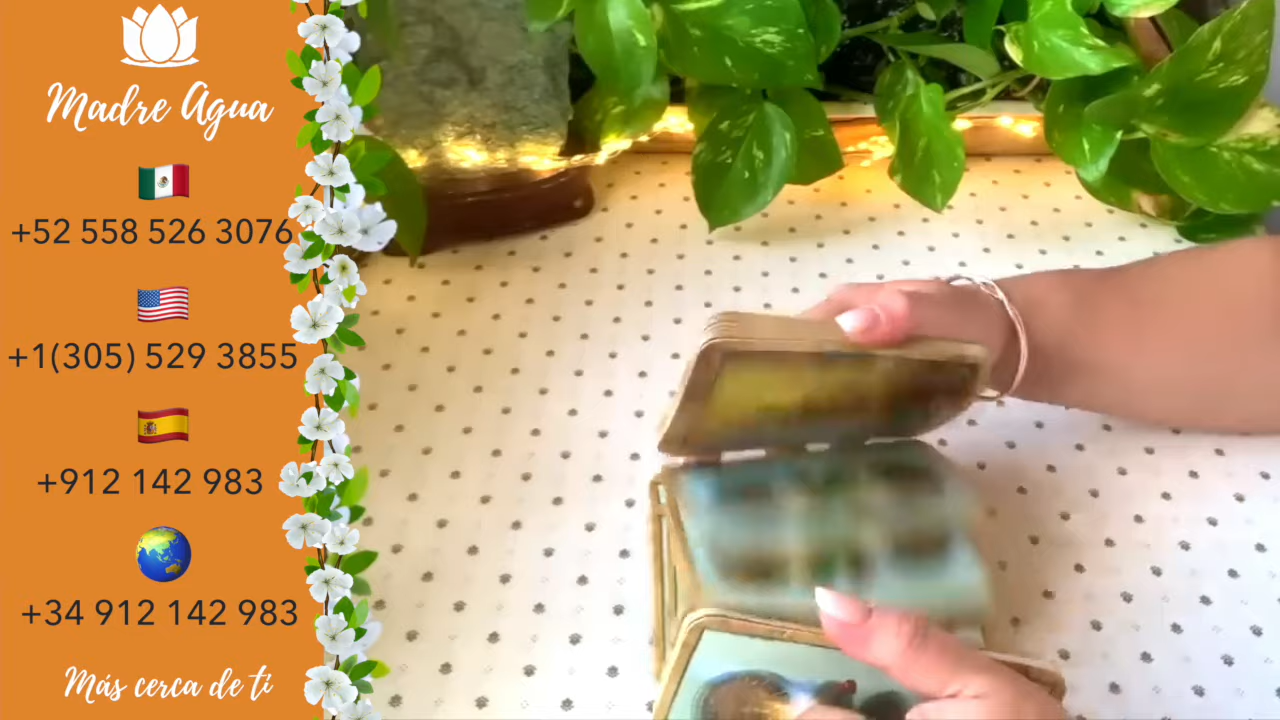 Madre Agua
+52 558 526 3076
+1(305) 529 3855
+912 142 983
+34 912 142 983
Más cerca de ti